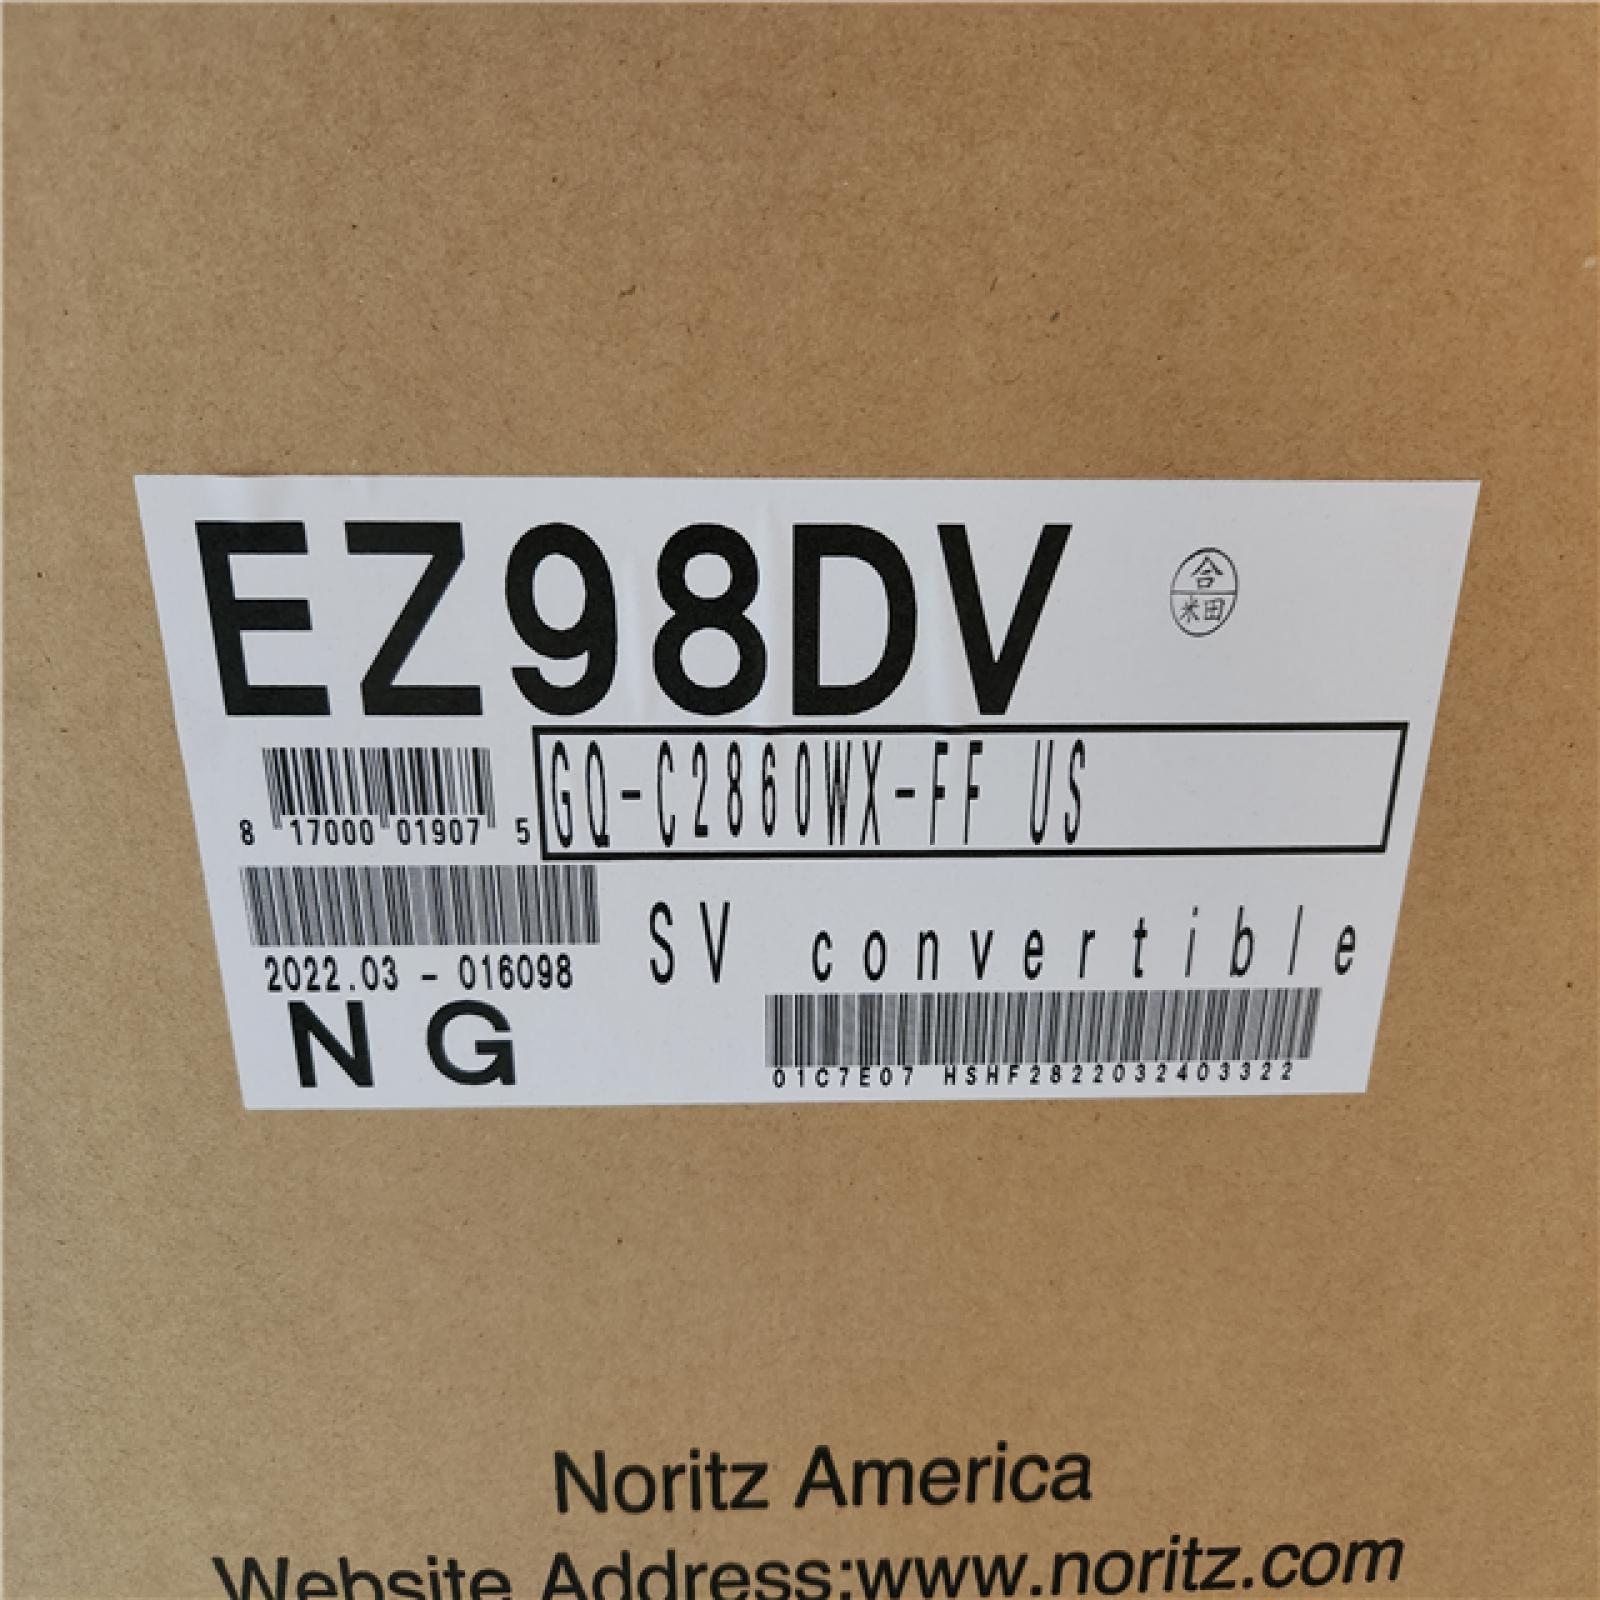 EZ98DV
合
米田
GQ-C2860WX-FF US
8 17000 01907 5
SV convertible
2022.03 - 016098
NG
01C7E07 HSHF2822032403322
Noritz America
Website Address:www.noritz.com